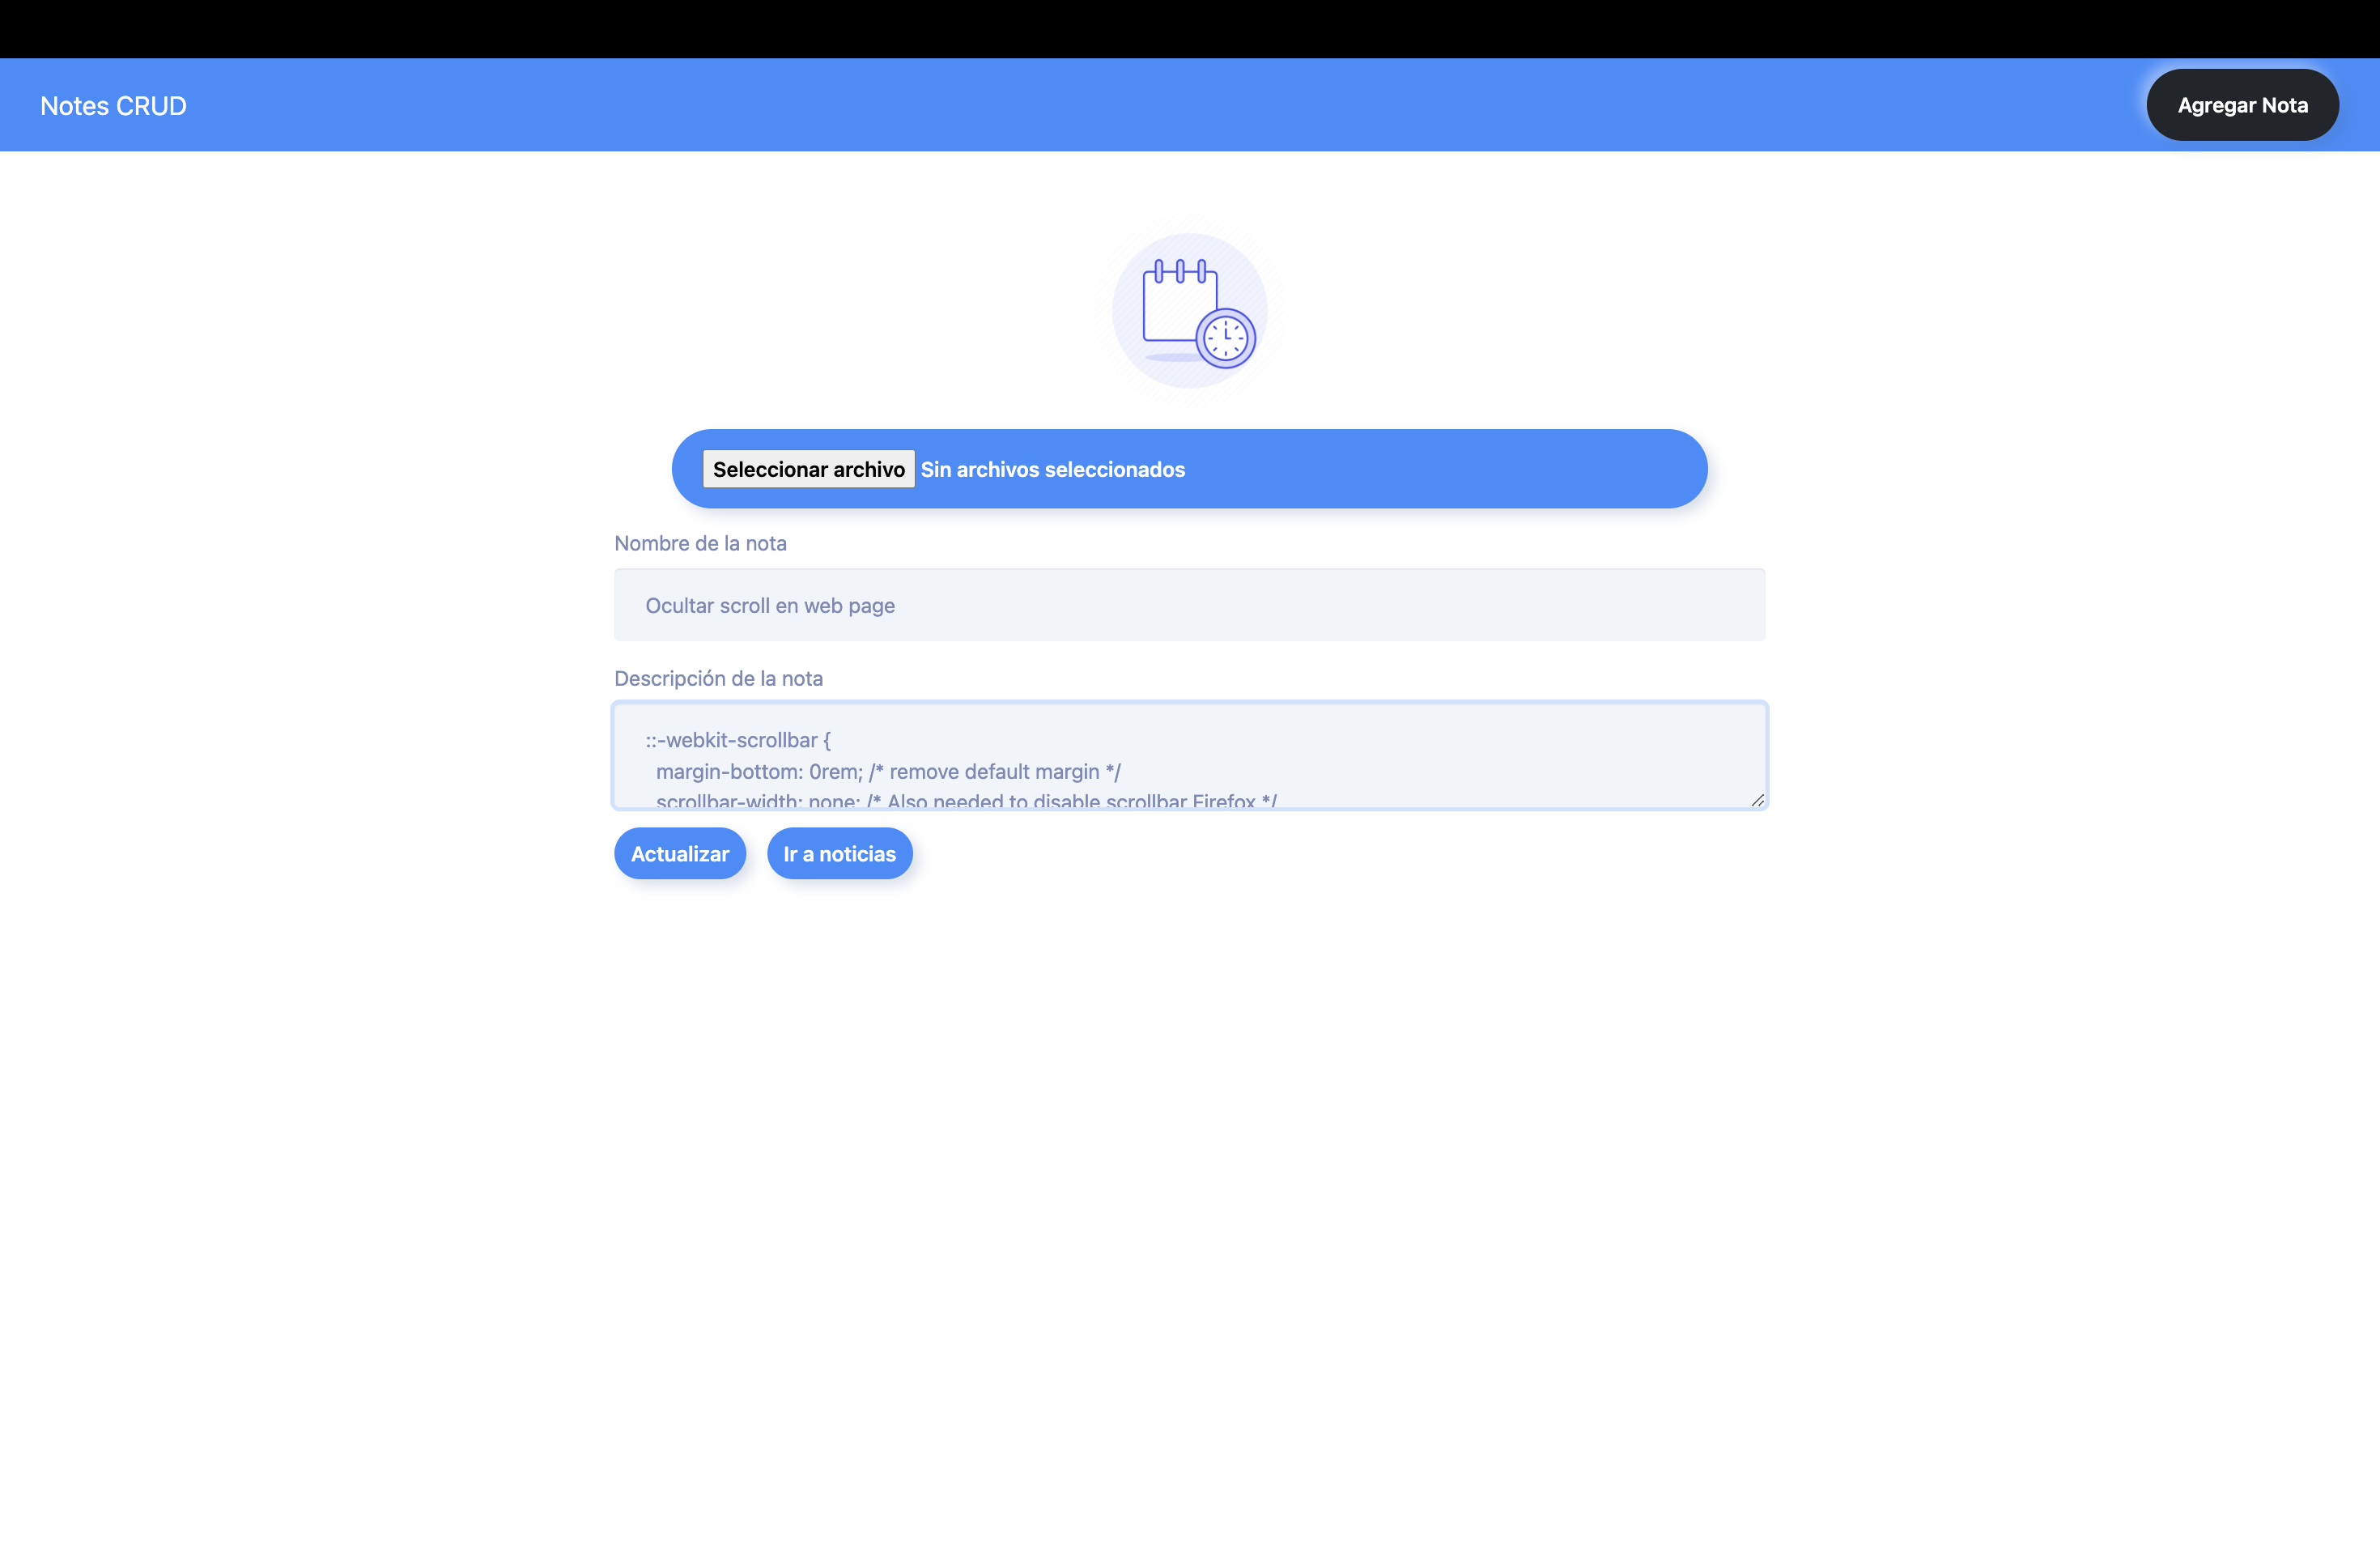 Notes CRUD
Agregar Nota
Seleccionar archivo Sin archivos seleccionados
Nombre de la nota
Ocultar scroll en web page
Descripción de la nota
::-webkit-scrollbar {
margin-bottom: 0rem; /* remove default margin */
scrollbar-width: none; /* Also needed to disable scrollbar Firefox */
Actualizar
Ir a noticias